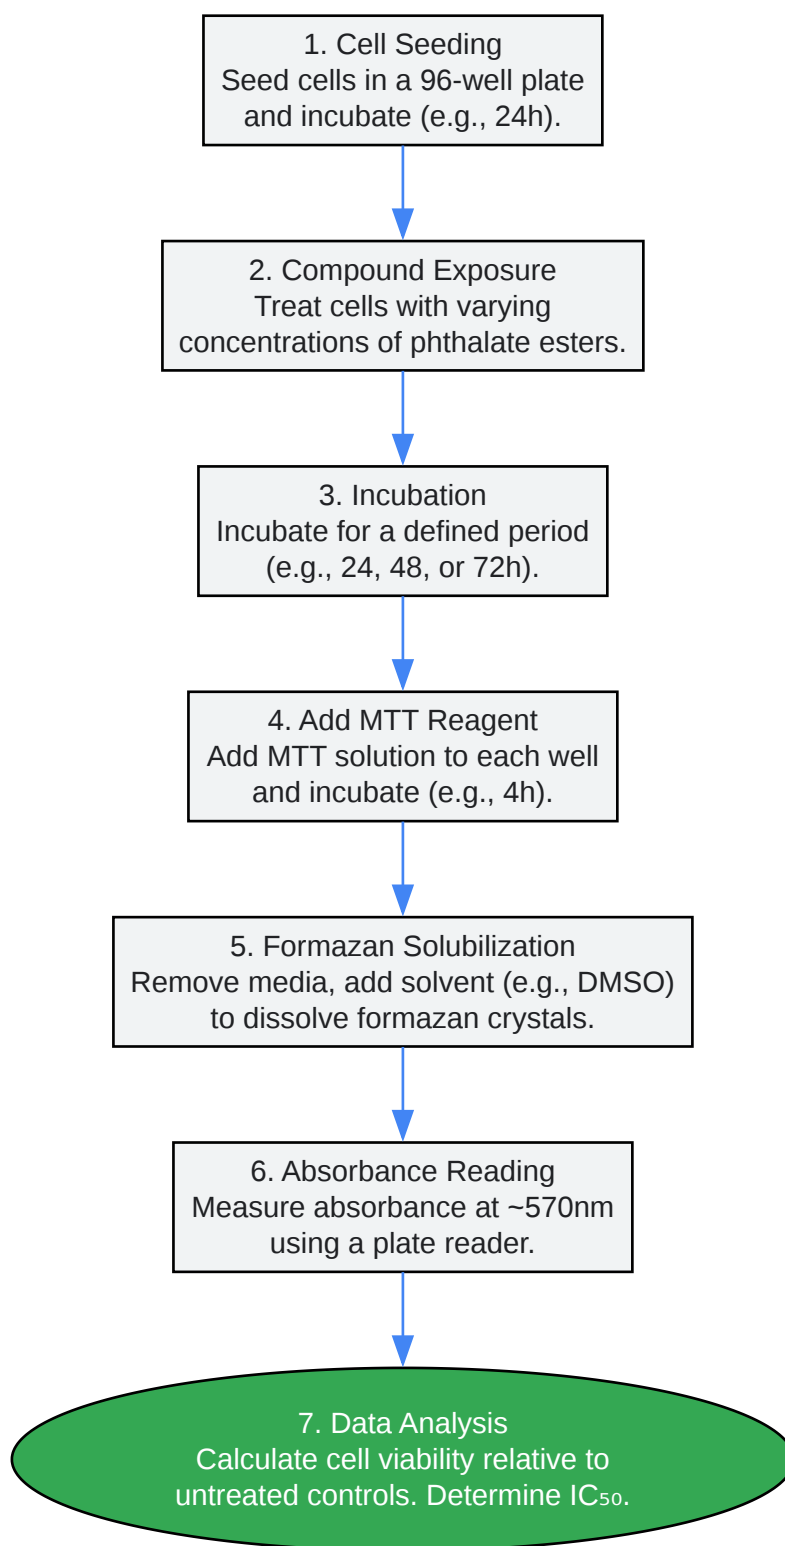 1. Cell Seeding
Seed cells in a 96-well plate
and incubate (e.g., 24h).
2. Compound Exposure
Treat cells with varying
concentrations of phthalate esters.
3. Incubation
Incubate for a defined period
(e.g., 24, 48, or 72h).
4. Add MTT Reagent
Add MTT solution to each well
and incubate (e.g., 4h).
5. Formazan Solubilization
Remove media, add solvent (e.g., DMSO)
to dissolve formazan crystals.
6. Absorbance Reading
Measure absorbance at ~570nm
using a plate reader.
7. Data Analysis
Calculate cell viability relative to
untreated controls. Determine IC₅₀.